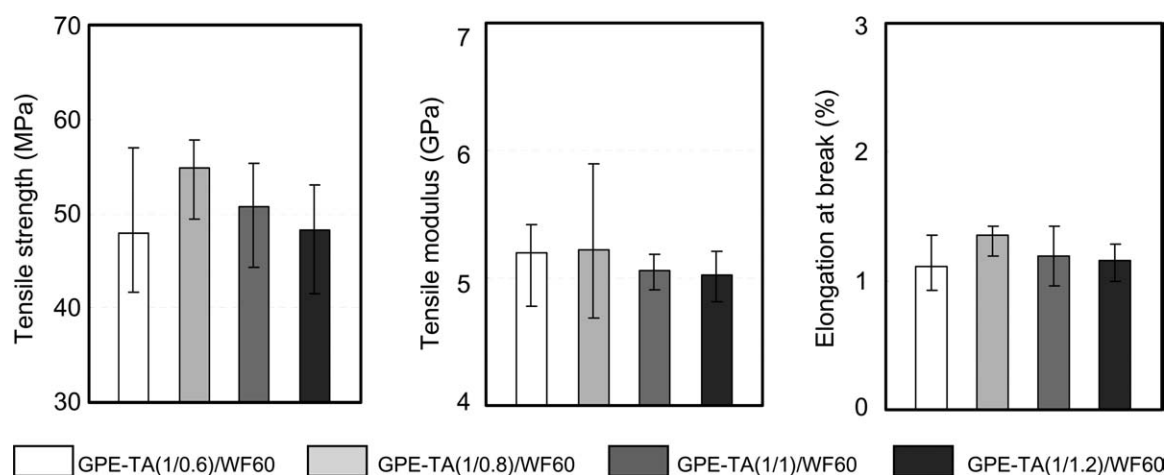 Tensile strength (MPa)
70
60
50
40
30
Tensile modulus (GPa)
7
6
5
4
Elongation at break (%)
3
2
1
0
GPE-TA(1/0.6)/WF60
GPE-TA(1/0.8)/WF60
GPE-TA(1/1)/WF60
GPE-TA(1/1.2)/WF60